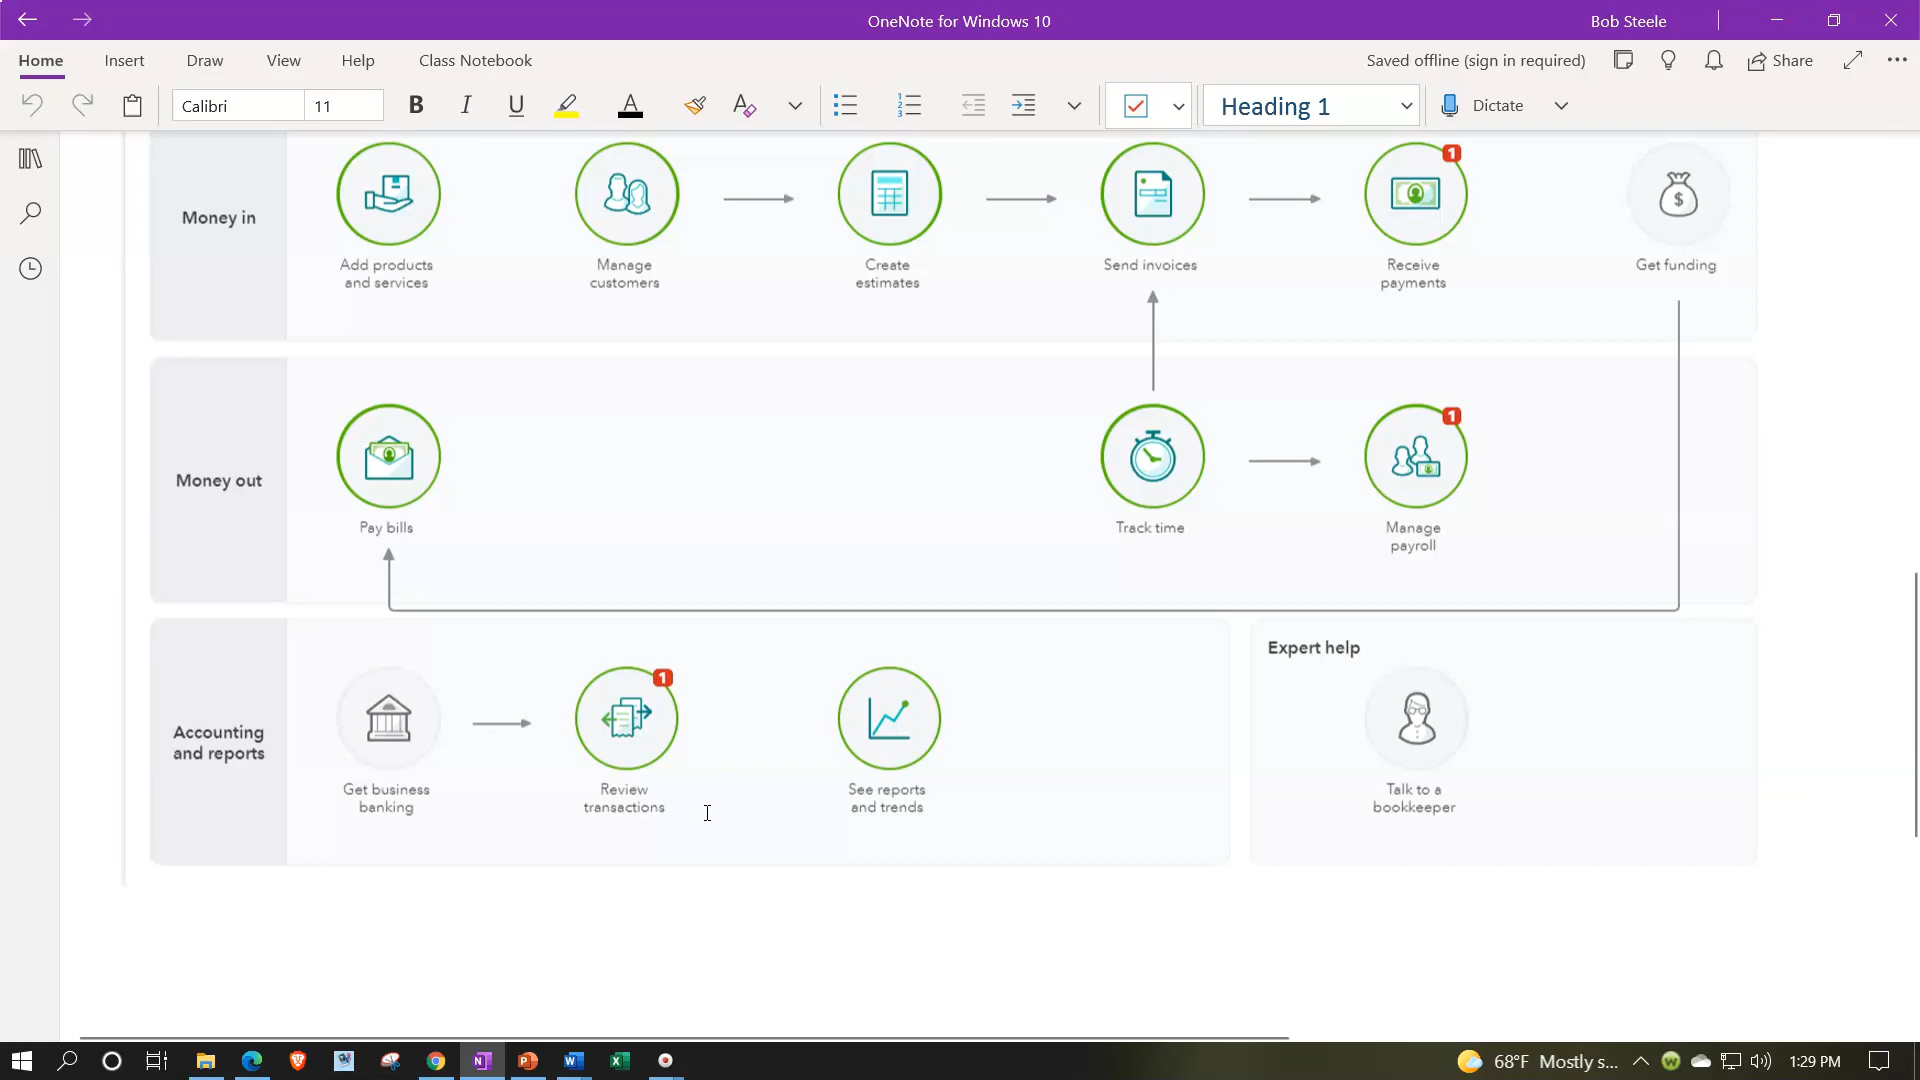 OneNote for Windows 10
Bob Steele
Home
Insert
Draw
View
Help
Class Notebook
Saved offline (sign in required)
Share
Calibri
11
B
I
U
A
Heading 1
Dictate
Money in
Add products
and services
Manage
customers
Create
estimates
Send invoices
1
Receive
payments
$
Get funding
Money out
Pay bills
Track time
1
Manage
payroll
Accounting
and reports
Get business
banking
1
Review
transactions
See reports
and trends
Expert help
Talk to a
bookkeeper
68°F Mostly s...
1:29 PM